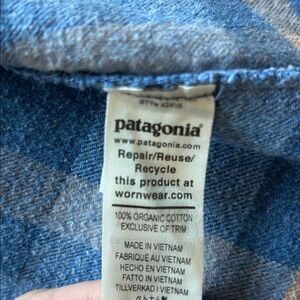 patagonia®
www.patagonia.com
Repair/Reuse/
Recycle
this product at
wornwear.com
100% ORGANIC COTTON
EXCLUSIVE OF TRIM
MADE IN VIETNAM
FABRIQUÉ AU VIETNAM
HECHO EN VIETNAM
FATTO IN VIETNAM
TILLVERKAD I VIETNAM